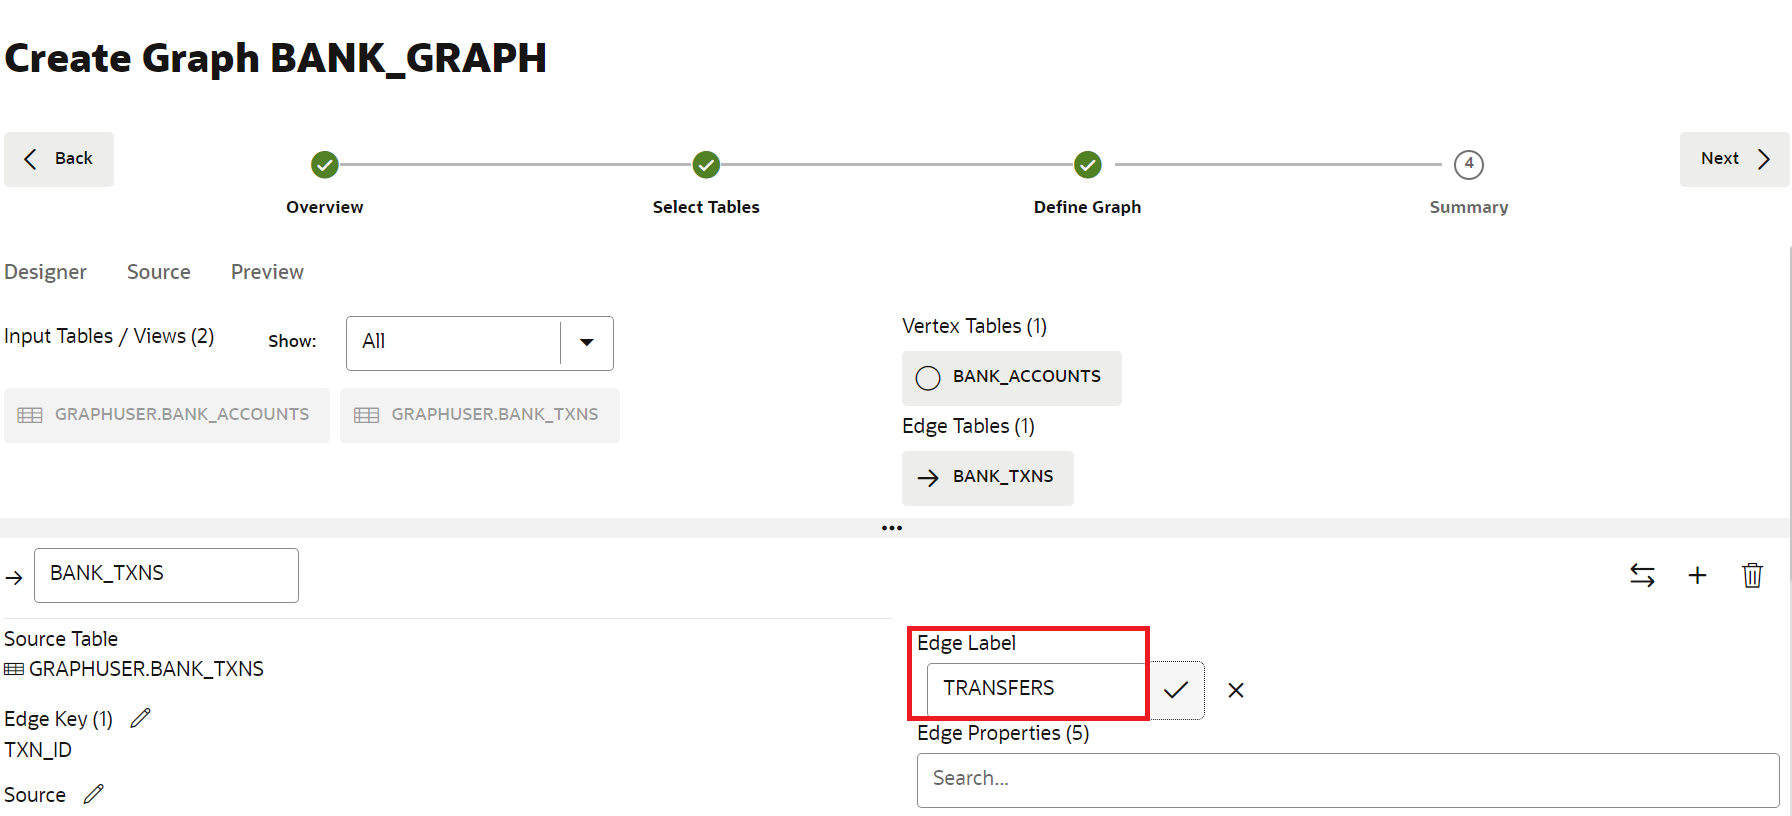 Create Graph BANK_GRAPH
Back
Next
4
Overview
Select Tables
Define Graph
Summary
Designer
Source
Preview
Input Tables / Views (2)
Show:
All
GRAPHUSER.BANK_ACCOUNTS
GRAPHUSER.BANK_TXNS
Vertex Tables (1)
BANK_ACCOUNTS
Edge Tables (1)
BANK_TXNS
BANK_TXNS
Source Table
GRAPHUSER.BANK_TXNS
Edge Key (1)
TXN_ID
Source
Edge Label
TRANSFERS
Edge Properties (5)
Search...